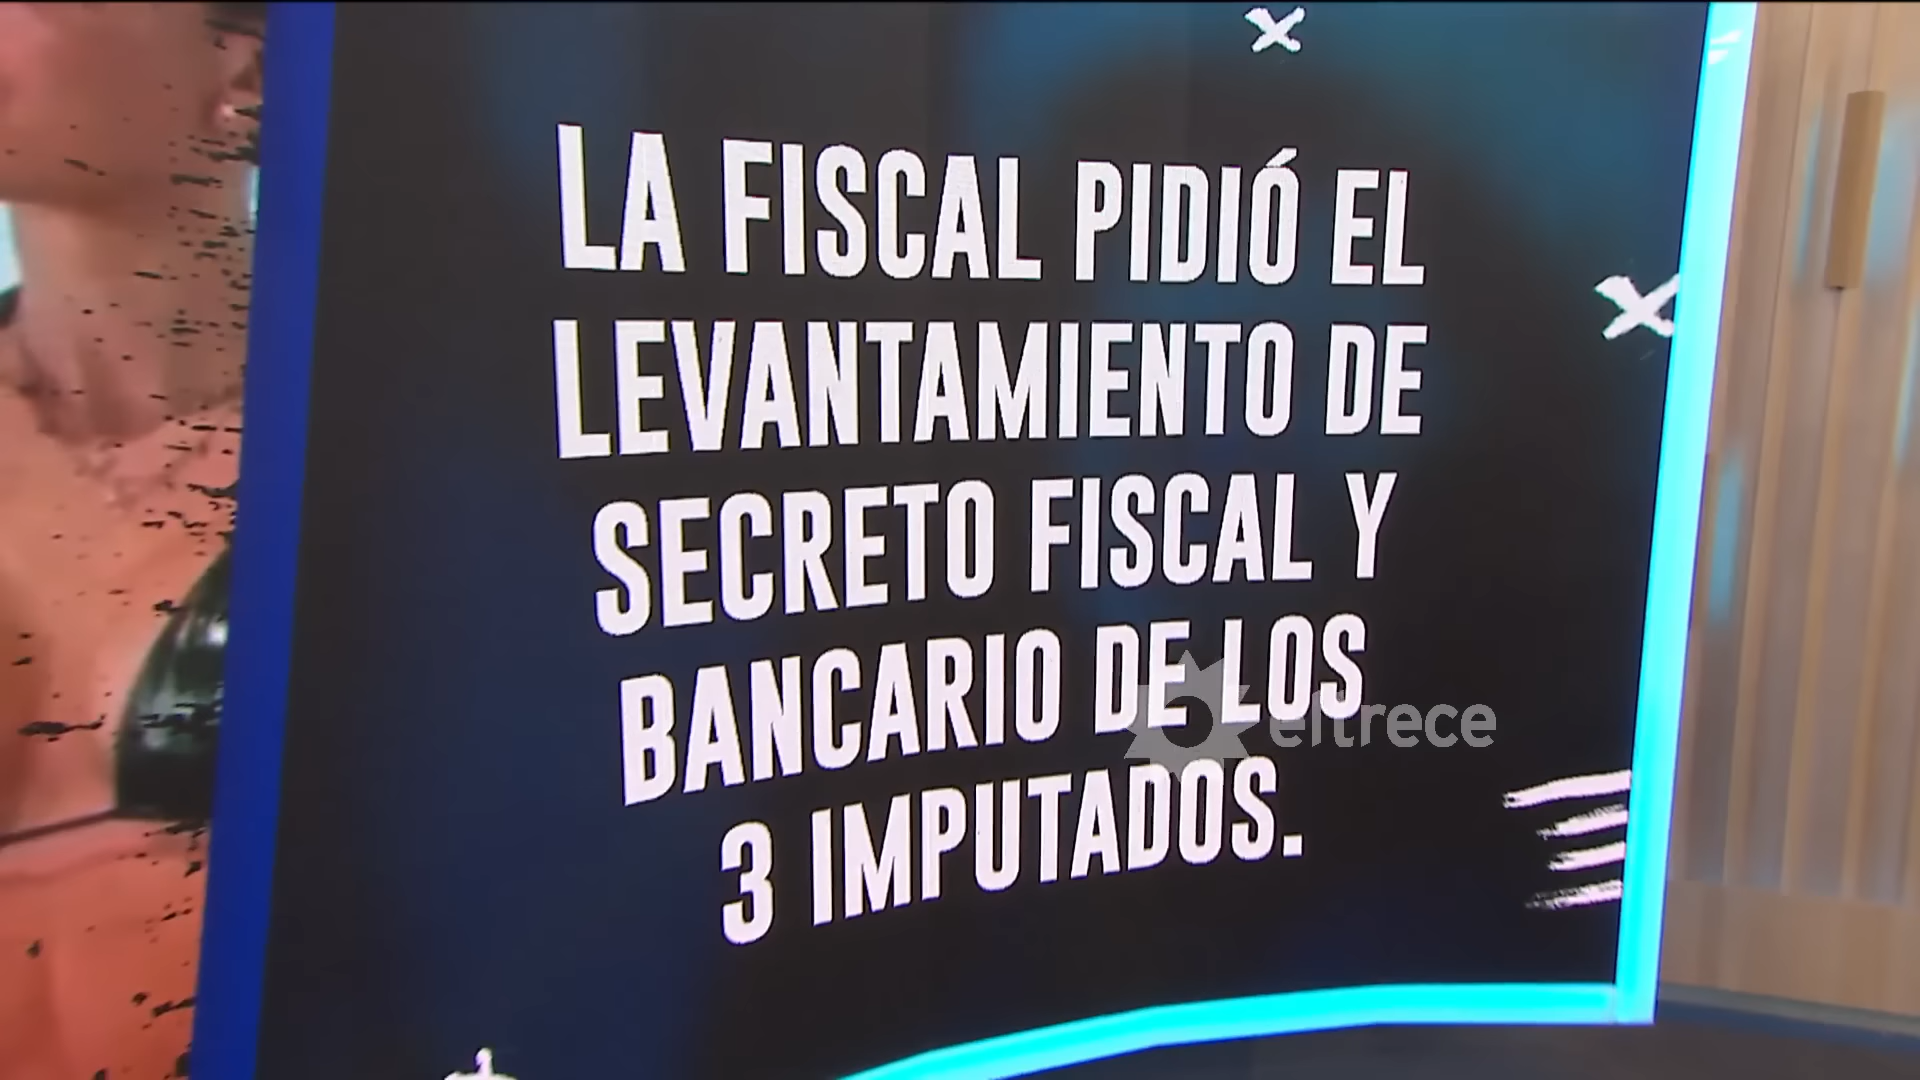 LA FISCAL PIDIÓ EL
LEVANTAMIENTO DE
SECRETO FISCAL Y
BANCARIO DE LOS
3 IMPUTADOS.
eltrece